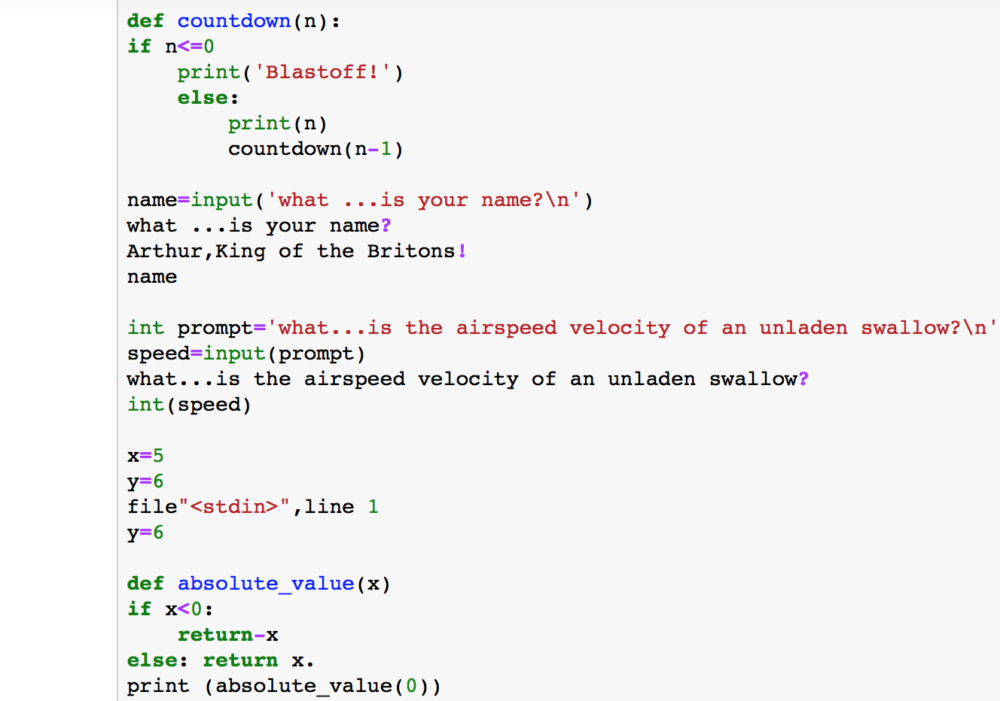 def countdown(n):
if n<=0
    print('Blastoff!')
    else:
        print(n)
        countdown(n-1)

name=input('what ...is your name?\n')
what ...is your name?
Arthur,King of the Britons!
name

int prompt='what...is the airspeed velocity of an unladen swallow?\n'
speed=input(prompt)
what...is the airspeed velocity of an unladen swallow?
int(speed)

x=5
y=6
file"<stdin>",line 1
y=6

def absolute_value(x)
if x<0:
    return-x
else: return x.
print (absolute_value(0))